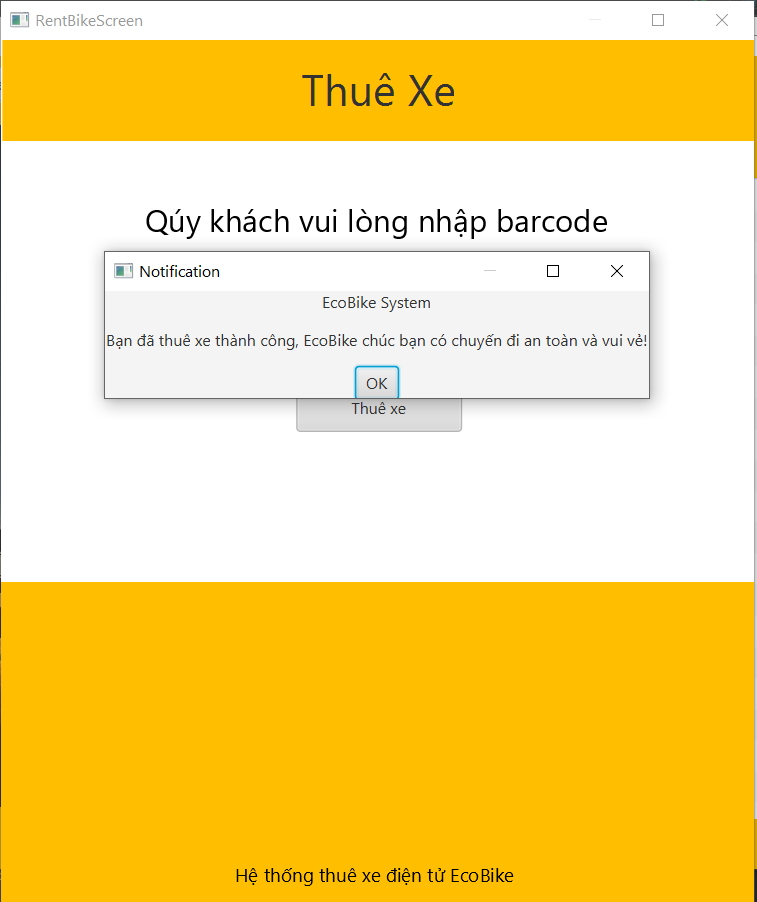 RentBikeScreen
Thuê Xe
Qúy khách vui lòng nhập barcode
Notification
EcoBike System
Bạn đã thuê xe thành công, EcoBike chúc bạn có chuyến đi an toàn và vui vẻ!
OK
Thuê xe
Hệ thống thuê xe điện tử EcoBike